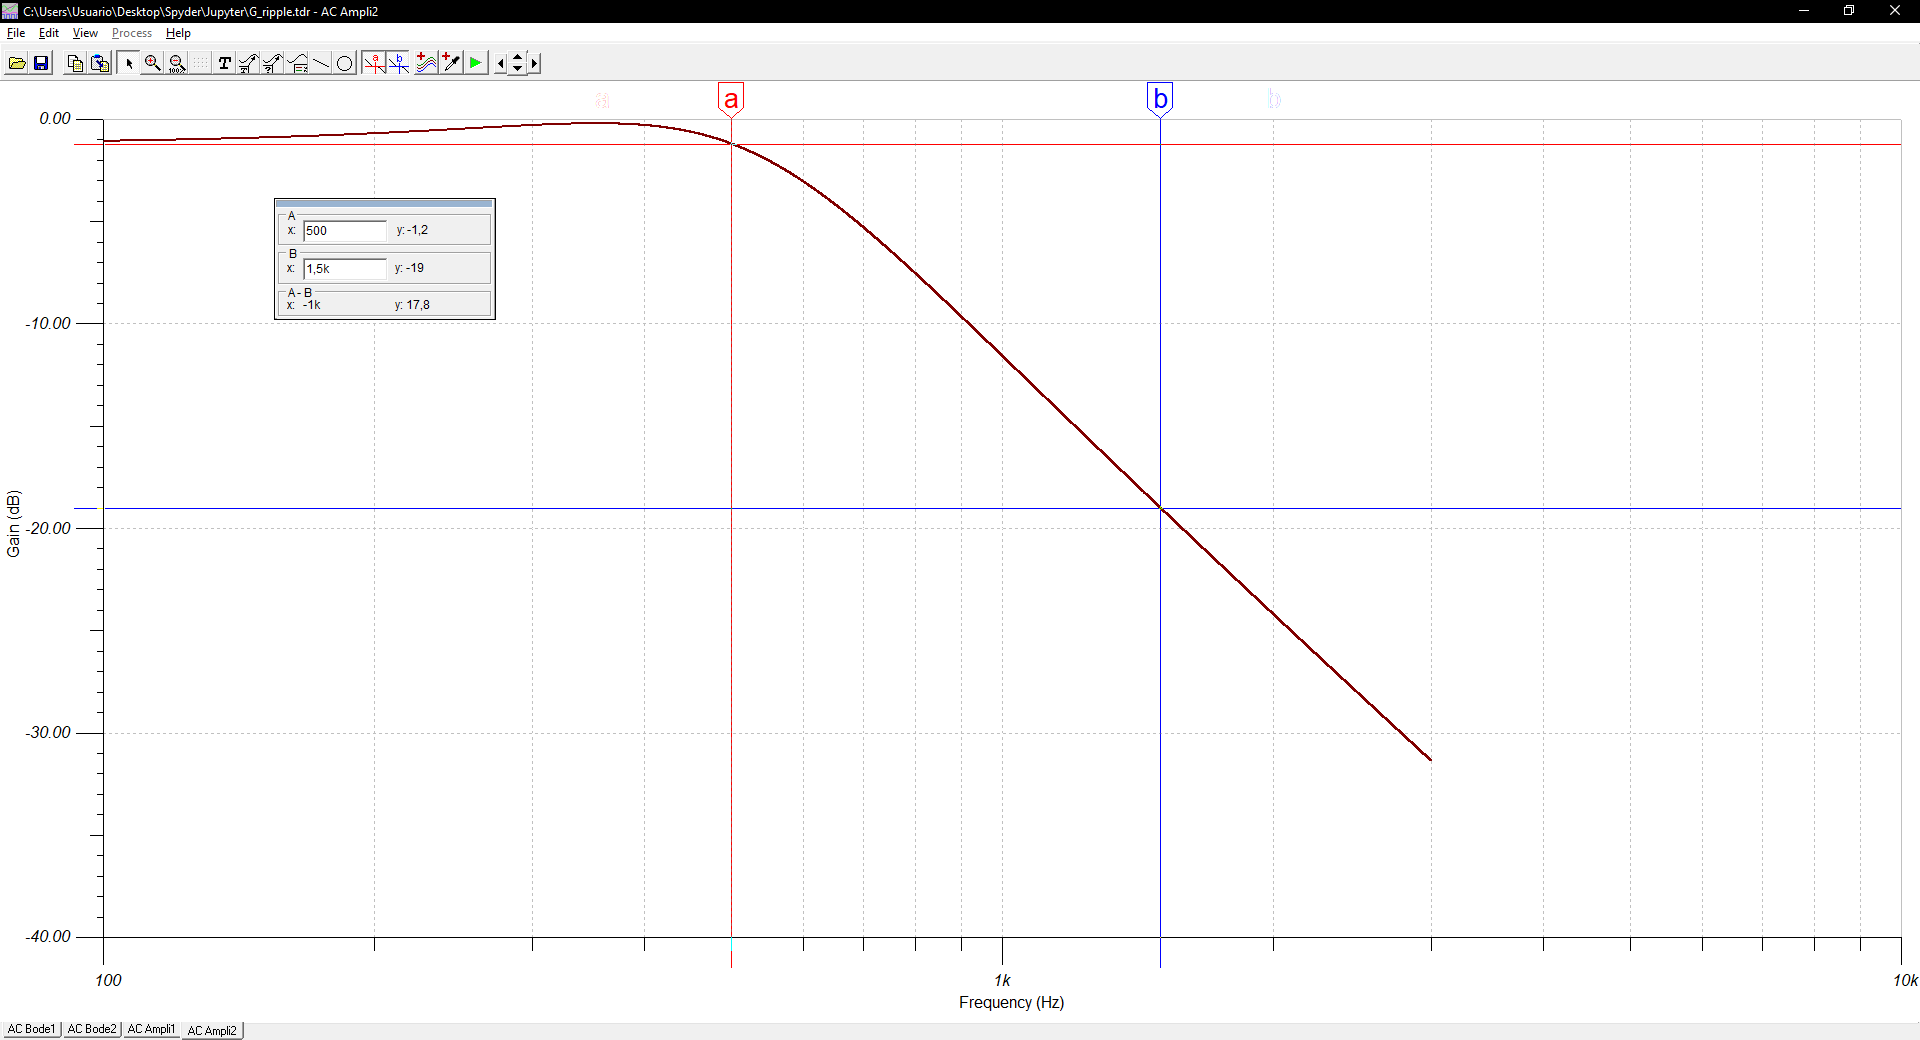 C:\Users\Usuario\Desktop\Spyder\Jupyter\G_ripple.tdr - AC Ampli2
File Edit View Process Help
T 100%
a b
a a b b
0.00
-10.00
-20.00
-30.00
-40.00
Gain (dB)
A
x: 500 y:-1,2
B
x: 1,5k y: -19
A - B
x: -1k y: 17,8
100 1k 10k
Frequency (Hz)
AC Bode1 AC Bode2 AC Ampli1 AC Ampli2